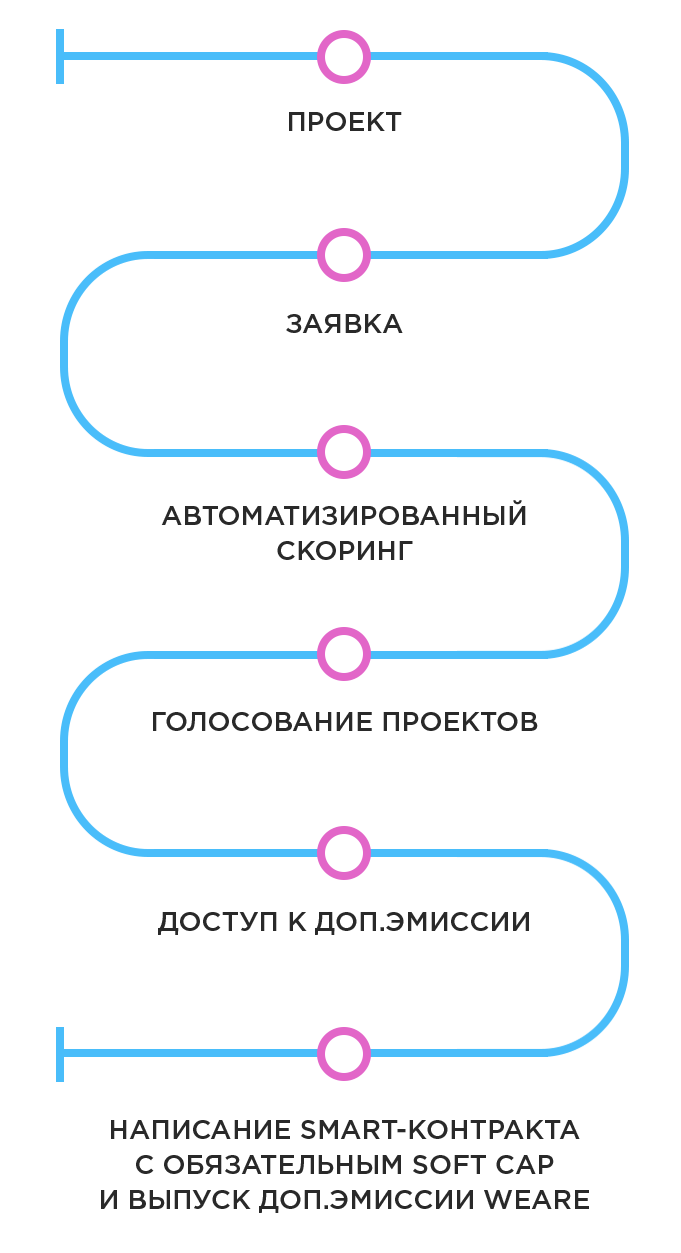 ПРОЕКТ
ЗАЯВКА
АВТОМАТИЗИРОВАННЫЙ
СКОРИНГ
ГОЛОСОВАНИЕ ПРОЕКТОВ
ДОСТУП К ДОП.ЭМИССИИ
НАПИСАНИЕ SMART-КОНТРАКТА
С ОБЯЗАТЕЛЬНЫМ SOFT CAP
И ВЫПУСК ДОП.ЭМИССИИ WEARE